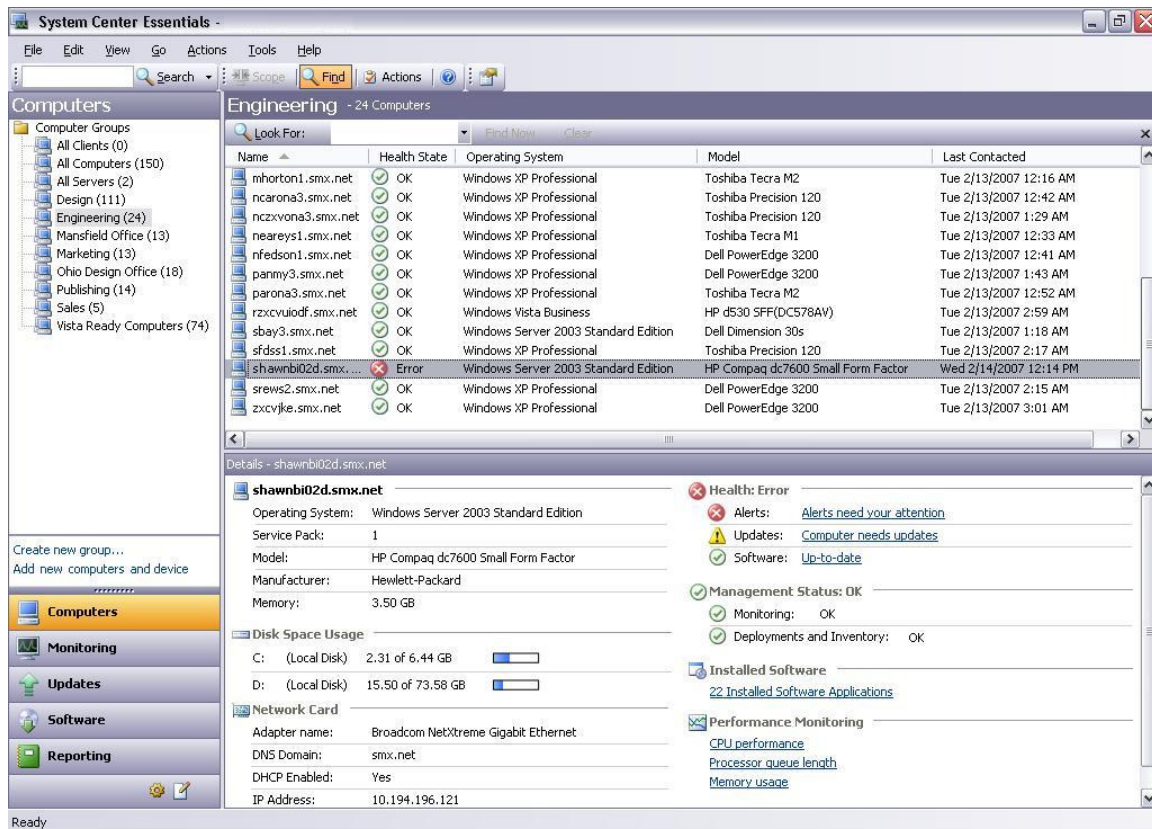 System Center Essentials -
File Edit View Go Actions Tools Help
Search Scope Find Actions
Computers
Computer Groups
All Clients (0)
All Computers (150)
All Servers (2)
Design (111)
Engineering (24)
Mansfield Office (13)
Marketing (13)
Ohio Design Office (18)
Publishing (14)
Sales (5)
Vista Ready Computers (74)
Create new group...
Add new computers and device
Computers
Monitoring
Updates
Software
Reporting
Engineering - 24 Computers
Look For: Find Now Clear
Name Health State Operating System Model Last Contacted
mhorton1.smx.net OK Windows XP Professional Toshiba Tecra M2 Tue 2/13/2007 12:16 AM
ncarona3.smx.net OK Windows XP Professional Toshiba Precision 120 Tue 2/13/2007 12:42 AM
nczxvona3.smx.net OK Windows XP Professional Toshiba Precision 120 Tue 2/13/2007 1:29 AM
neareys1.smx.net OK Windows XP Professional Toshiba Tecra M1 Tue 2/13/2007 12:33 AM
nfedson1.smx.net OK Windows XP Professional Dell PowerEdge 3200 Tue 2/13/2007 12:41 AM
panmy3.smx.net OK Windows XP Professional Dell PowerEdge 3200 Tue 2/13/2007 1:43 AM
parona3.smx.net OK Windows XP Professional Toshiba Tecra M2 Tue 2/13/2007 12:52 AM
rzxcvuiodf.smx.net OK Windows Vista Business HP d530 SFF(DC578AV) Tue 2/13/2007 2:59 AM
sbay3.smx.net OK Windows Server 2003 Standard Edition Dell Dimension 30s Tue 2/13/2007 1:18 AM
sfdss1.smx.net OK Windows XP Professional Toshiba Precision 120 Tue 2/13/2007 2:17 AM
shawnbi02d.smx.... Error Windows Server 2003 Standard Edition HP Compaq dc7600 Small Form Factor Wed 2/14/2007 12:14 PM
srews2.smx.net OK Windows XP Professional Dell PowerEdge 3200 Tue 2/13/2007 2:15 AM
zxcvjke.smx.net OK Windows XP Professional Dell PowerEdge 3200 Tue 2/13/2007 3:01 AM
Details - shawnbi02d.smx.net
shawnbi02d.smx.net
Operating System: Windows Server 2003 Standard Edition
Service Pack: 1
Model: HP Compaq dc7600 Small Form Factor
Manufacturer: Hewlett-Packard
Memory: 3.50 GB
Disk Space Usage
C: (Local Disk) 2.31 of 6.44 GB
D: (Local Disk) 15.50 of 73.58 GB
Network Card
Adapter name: Broadcom NetXtreme Gigabit Ethernet
DNS Domain: smx.net
DHCP Enabled: Yes
IP Address: 10.194.196.121
Health: Error
Alerts: Alerts need your attention
Updates: Computer needs updates
Software: Up-to-date
Management Status: OK
Monitoring: OK
Deployments and Inventory: OK
Installed Software
22 Installed Software Applications
Performance Monitoring
CPU performance
Processor queue length
Memory usage
Ready